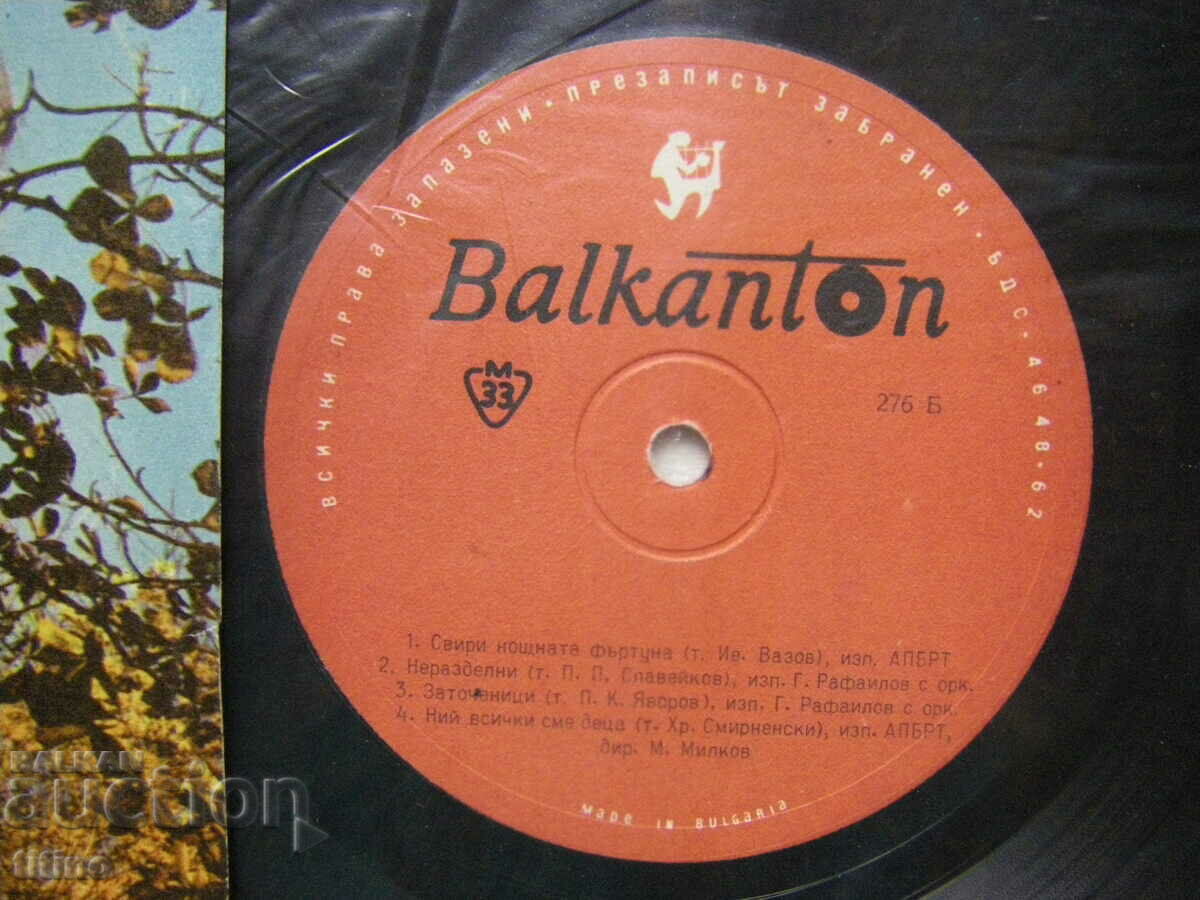 ВСИЧКИ ПРАВА ЗАПАЗЕНИ • ПРЕЗАПИСЪТ ЗАБРАНЕН • БДС • 4648 • 62
Balkanton
М
33
276 Б
1. Свири нощната фъртуна (т. Ив. Вазов), изп. АПБРТ
2. Неразделни (т. П. П. Славейков), изп. Г. Рафаилов с орк.
3. Заточеници (т. П. К. Яворов), изп. Г. Рафаилов с орк.
4. Ний всички сме деца (т. Хр. Смирненски), изп. АПБРТ,
дир. М. Милков
MADE IN BULGARIA
BALKAN
auction
fifino